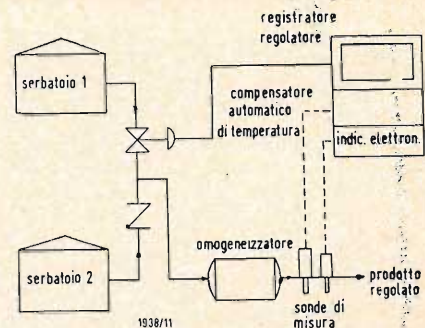 registratore
regolatore
serbatoio 1
compensatore
automatico
di temperatura
indic. elettron.
omogeneizzatore
serbatoio 2
prodotto
regolato
sonde di
misura
1938/11